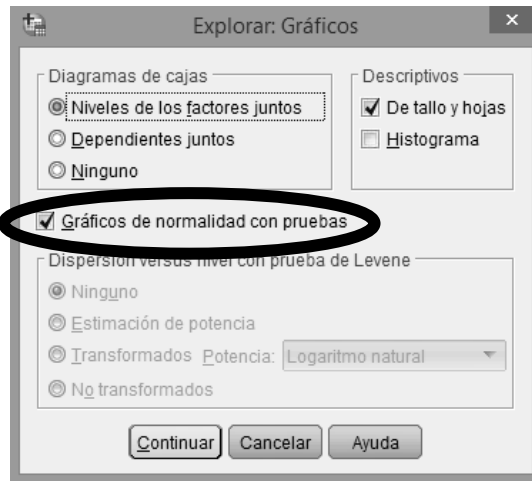 Explorar: Gráficos
Diagramas de cajas
Niveles de los factores juntos
Dependientes juntos
Ninguno
Descriptivos
De tallo y hojas
Histograma
Gráficos de normalidad con pruebas
Dispersión versus nivel con prueba de Levene
Ninguno
Estimación de potencia
Transformados Potencia: Logaritmo natural
No transformados
Continuar Cancelar Ayuda